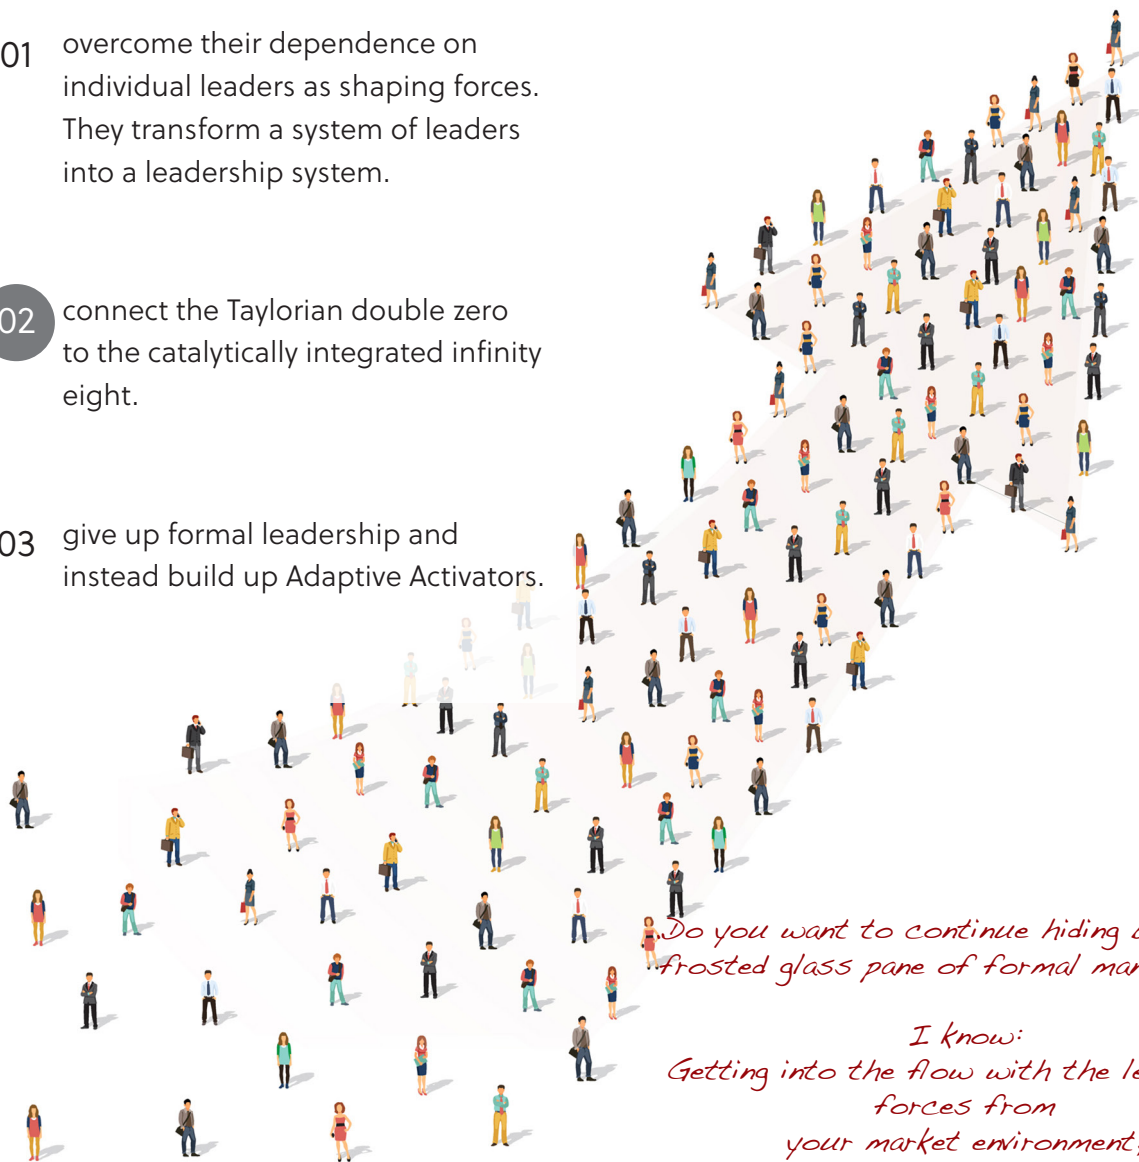 01 overcome their dependence on
individual leaders as shaping forces.
They transform a system of leaders
into a leadership system.
02 connect the Taylorian double zero
to the catalytically integrated infinity
eight.
03 give up formal leadership and
instead build up Adaptive Activators.
Do you want to continue hiding
frosted glass pane of formal
I know:
Getting into the flow with the
forces from
your market environment